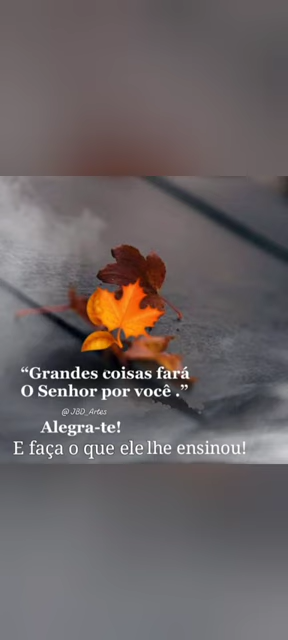 “Grandes coisas fará
O Senhor por você .”
@ JBD_Artes
Alegra-te!
E faça o que ele lhe ensinou!